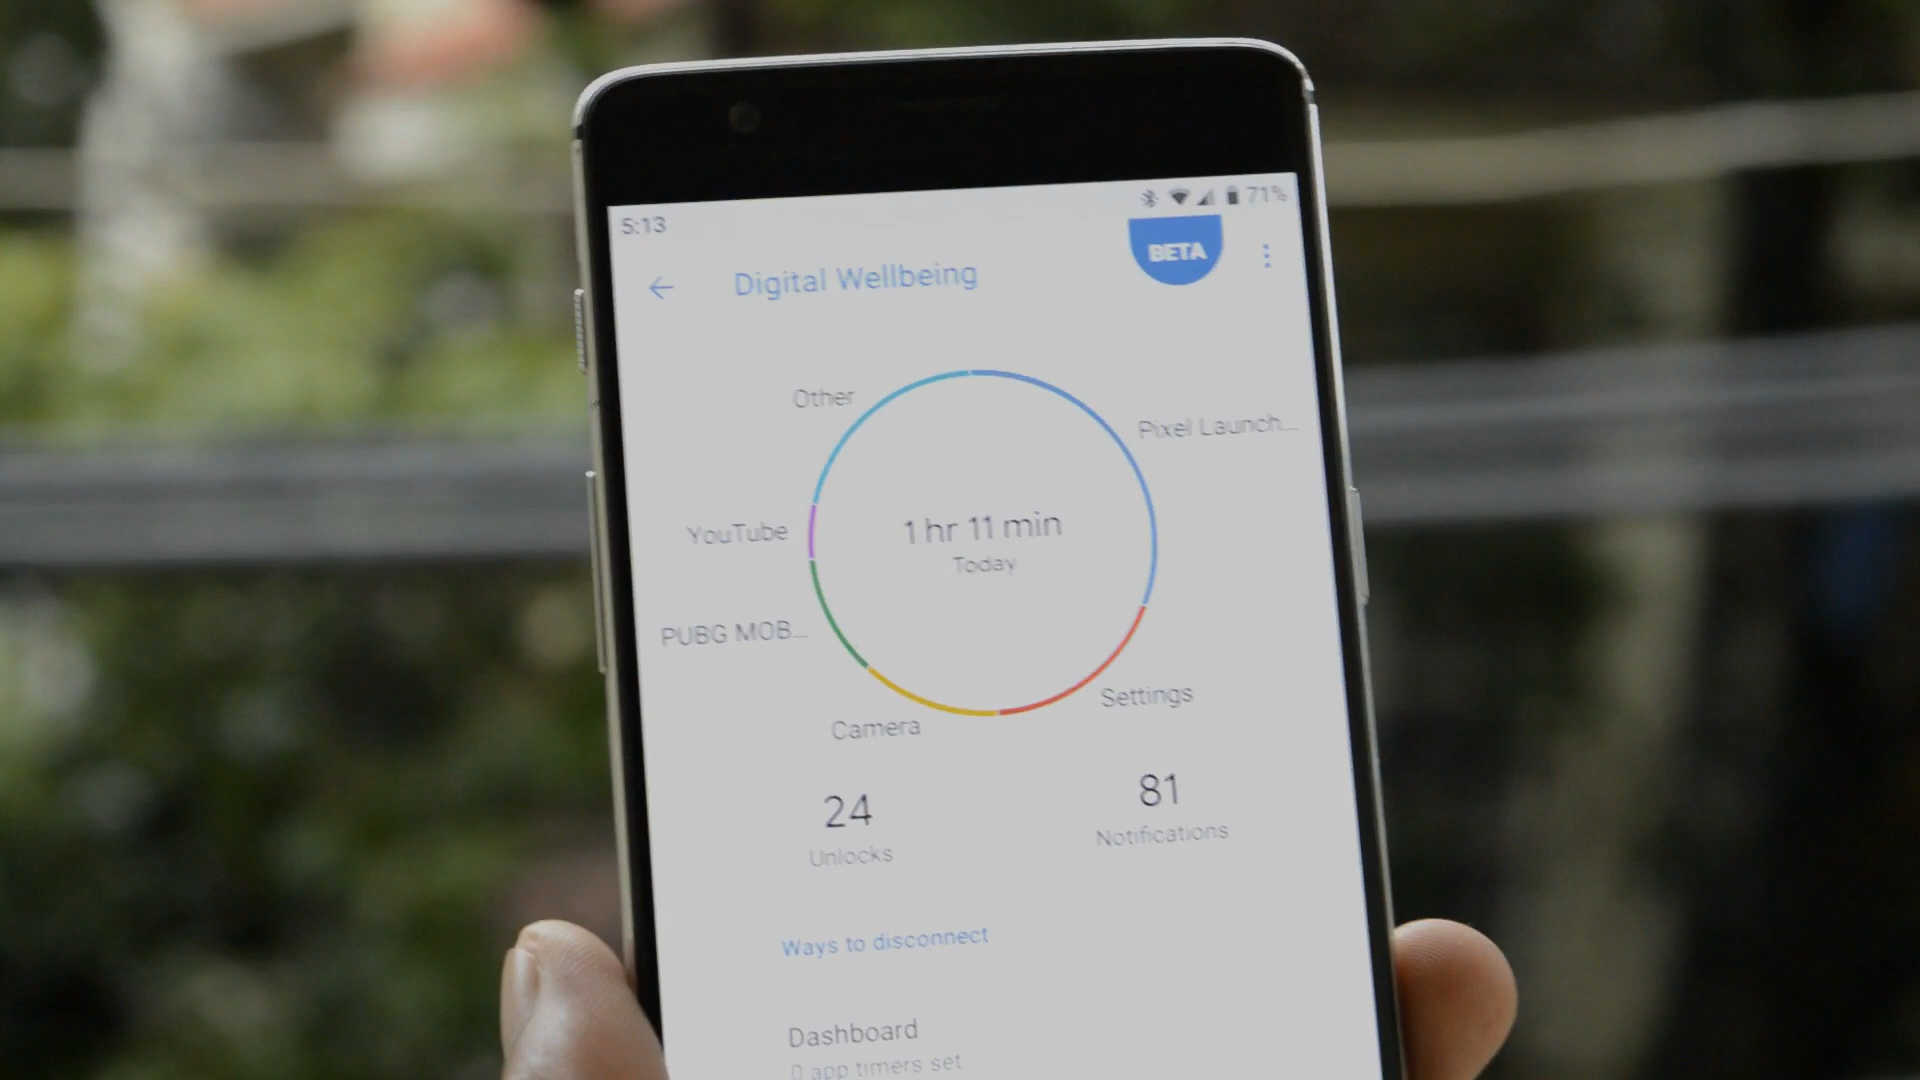 5:13
71%
BETA
Digital Wellbeing
Other
Pixel Launch...
YouTube
1 hr 11 min
Today
PUBG MOB...
Settings
Camera
24
81
Unlocks
Notifications
Ways to disconnect
Dashboard
0 app timers set